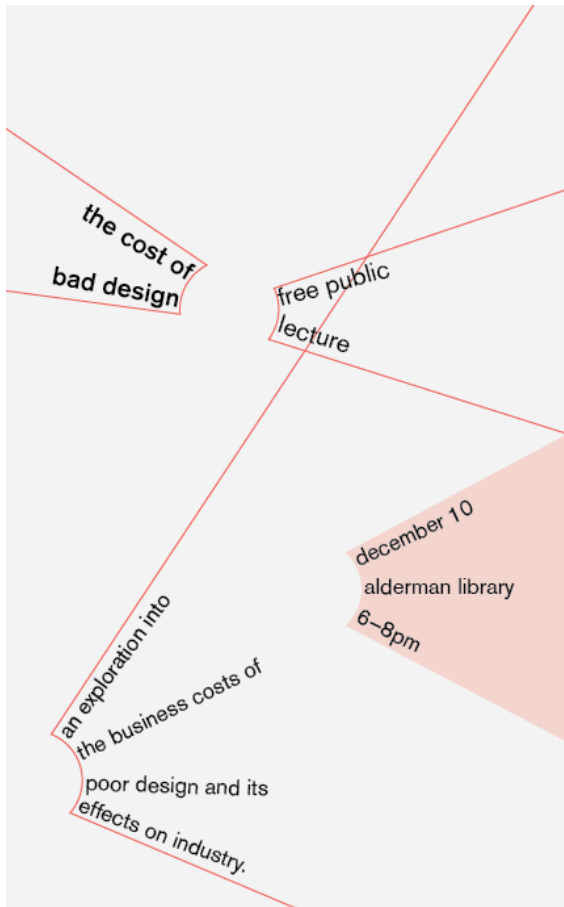 the cost of
bad design
free public
lecture
december 10
alderman library
6–8pm
an exploration into
the business costs of
poor design and its
effects on industry.